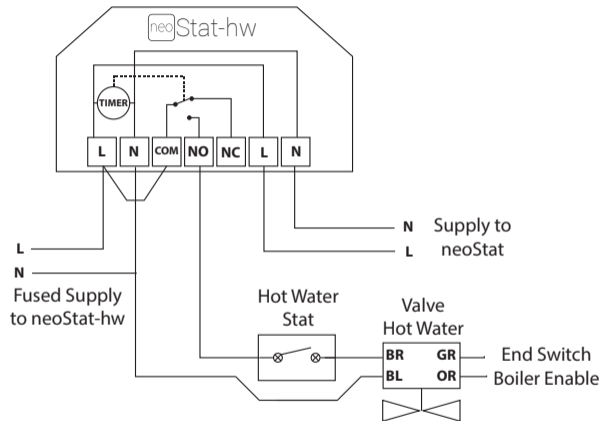 neoStat-hw
TIMER
L N COM NO NC L N
N Supply to
L neoStat
L
N
Fused Supply
to neoStat-hw
Hot Water
Stat
Valve
Hot Water
BR GR End Switch
BL OR Boiler Enable